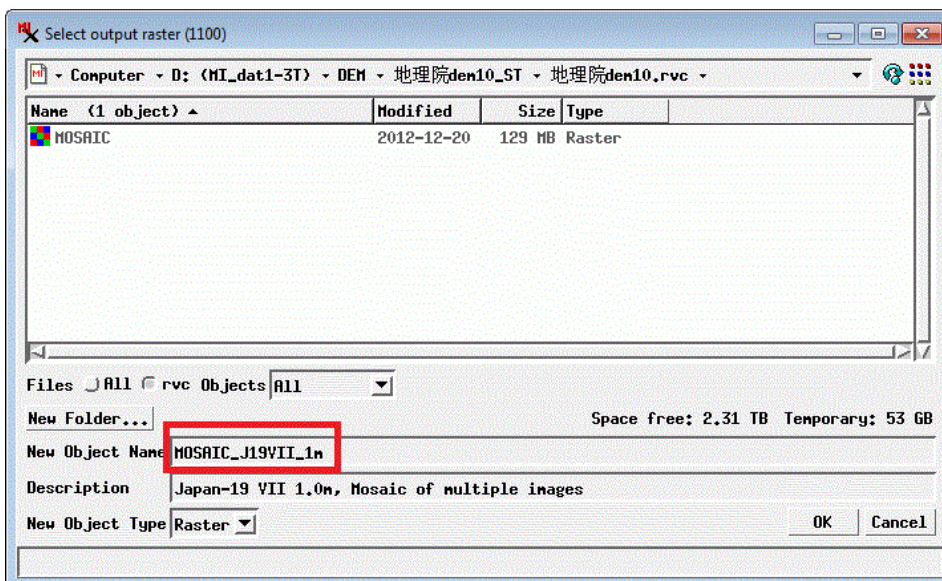 Select output raster (1100)
Computer - D: (MI_dat1-3T) - DEM - 地理院dem10_ST - 地理院dem10.rvc -
Name (1 object) Modified Size Type
MOSAIC 2012-12-20 129 MB Raster
Files All rvc Objects All
New Folder... Space free: 2.31 TB Temporary: 53 GB
New Object Name MOSAIC_J19VII_1m
Description Japan-19 VII 1.0m, Mosaic of multiple images
New Object Type Raster OK Cancel